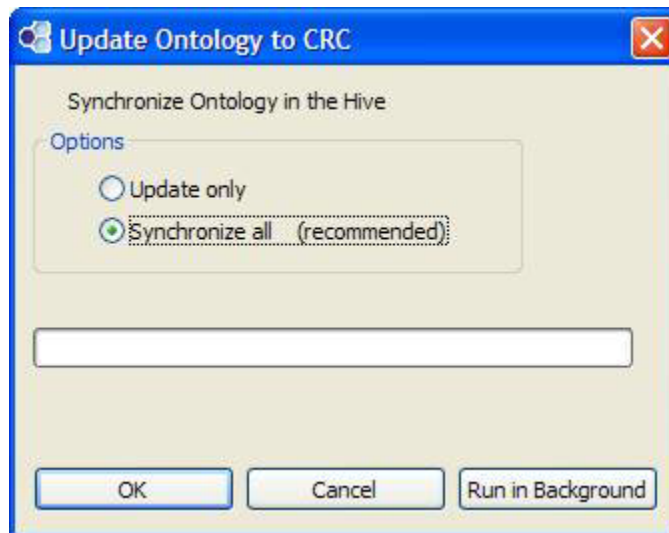 Update Ontology to CRC
Synchronize Ontology in the Hive
Options
Update only
Synchronize all (recommended)
OK Cancel Run in Background